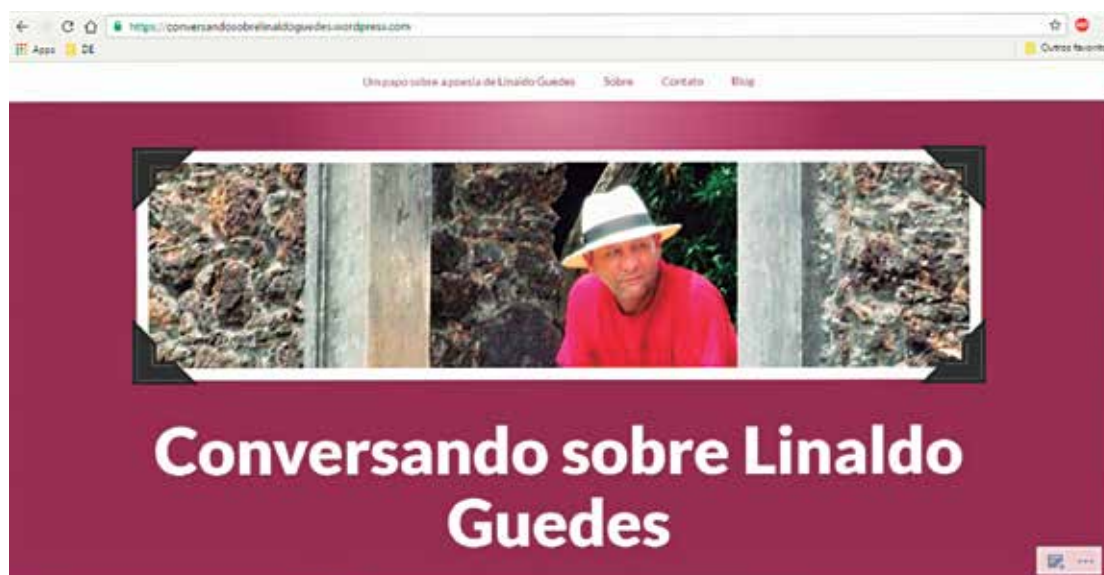 https://conversandosobrelinaldoguedes.wordpress.com
Apps DE Outros favorit
Um papo sobre a poesia de Linaldo Guedes Sobre Contato Blog
Conversando sobre Linaldo
Guedes